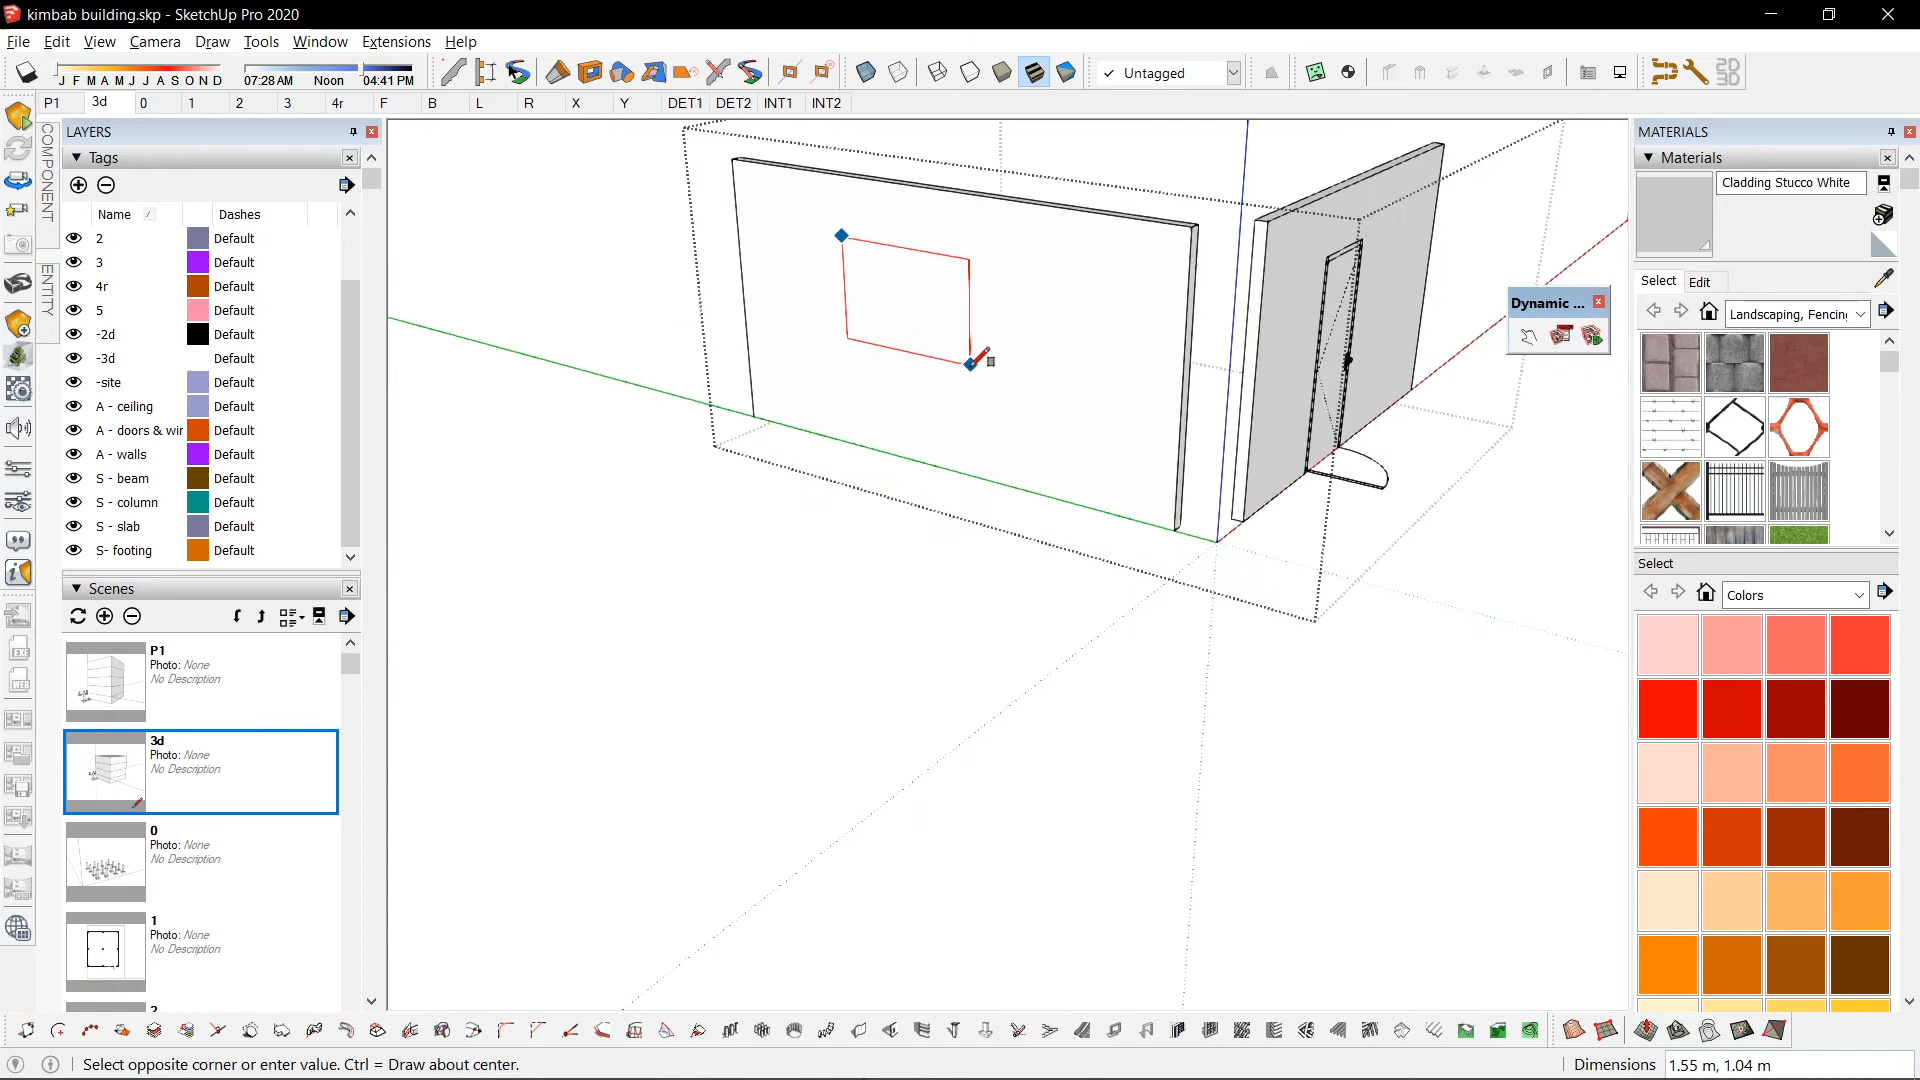 kimbab building.skp - SketchUp Pro 2020
File Edit View Camera Draw Tools Window Extensions Help
J F M A M J J A S O N D 07:28 AM Noon 04:41 PM Untagged
P1 3d 0 1 2 3 4r F B L R X Y DET1 DET2 INT1 INT2
COMPONENT
ENTITY
LAYERS
Tags
Name Dashes
2 Default
3 Default
4r Default
5 Default
-2d Default
-3d Default
-site Default
A - ceiling Default
A - doors & wir Default
A - walls Default
S - beam Default
S - column Default
S - slab Default
S- footing Default
Scenes
P1
Photo: None
No Description
3d
Photo: None
No Description
0
Photo: None
No Description
1
Photo: None
No Description
2
Dynamic ...
MATERIALS
Materials
Cladding Stucco White
Select Edit
Landscaping, Fencing
Select
Colors
Select opposite corner or enter value. Ctrl = Draw about center.
Dimensions 1.55 m, 1.04 m